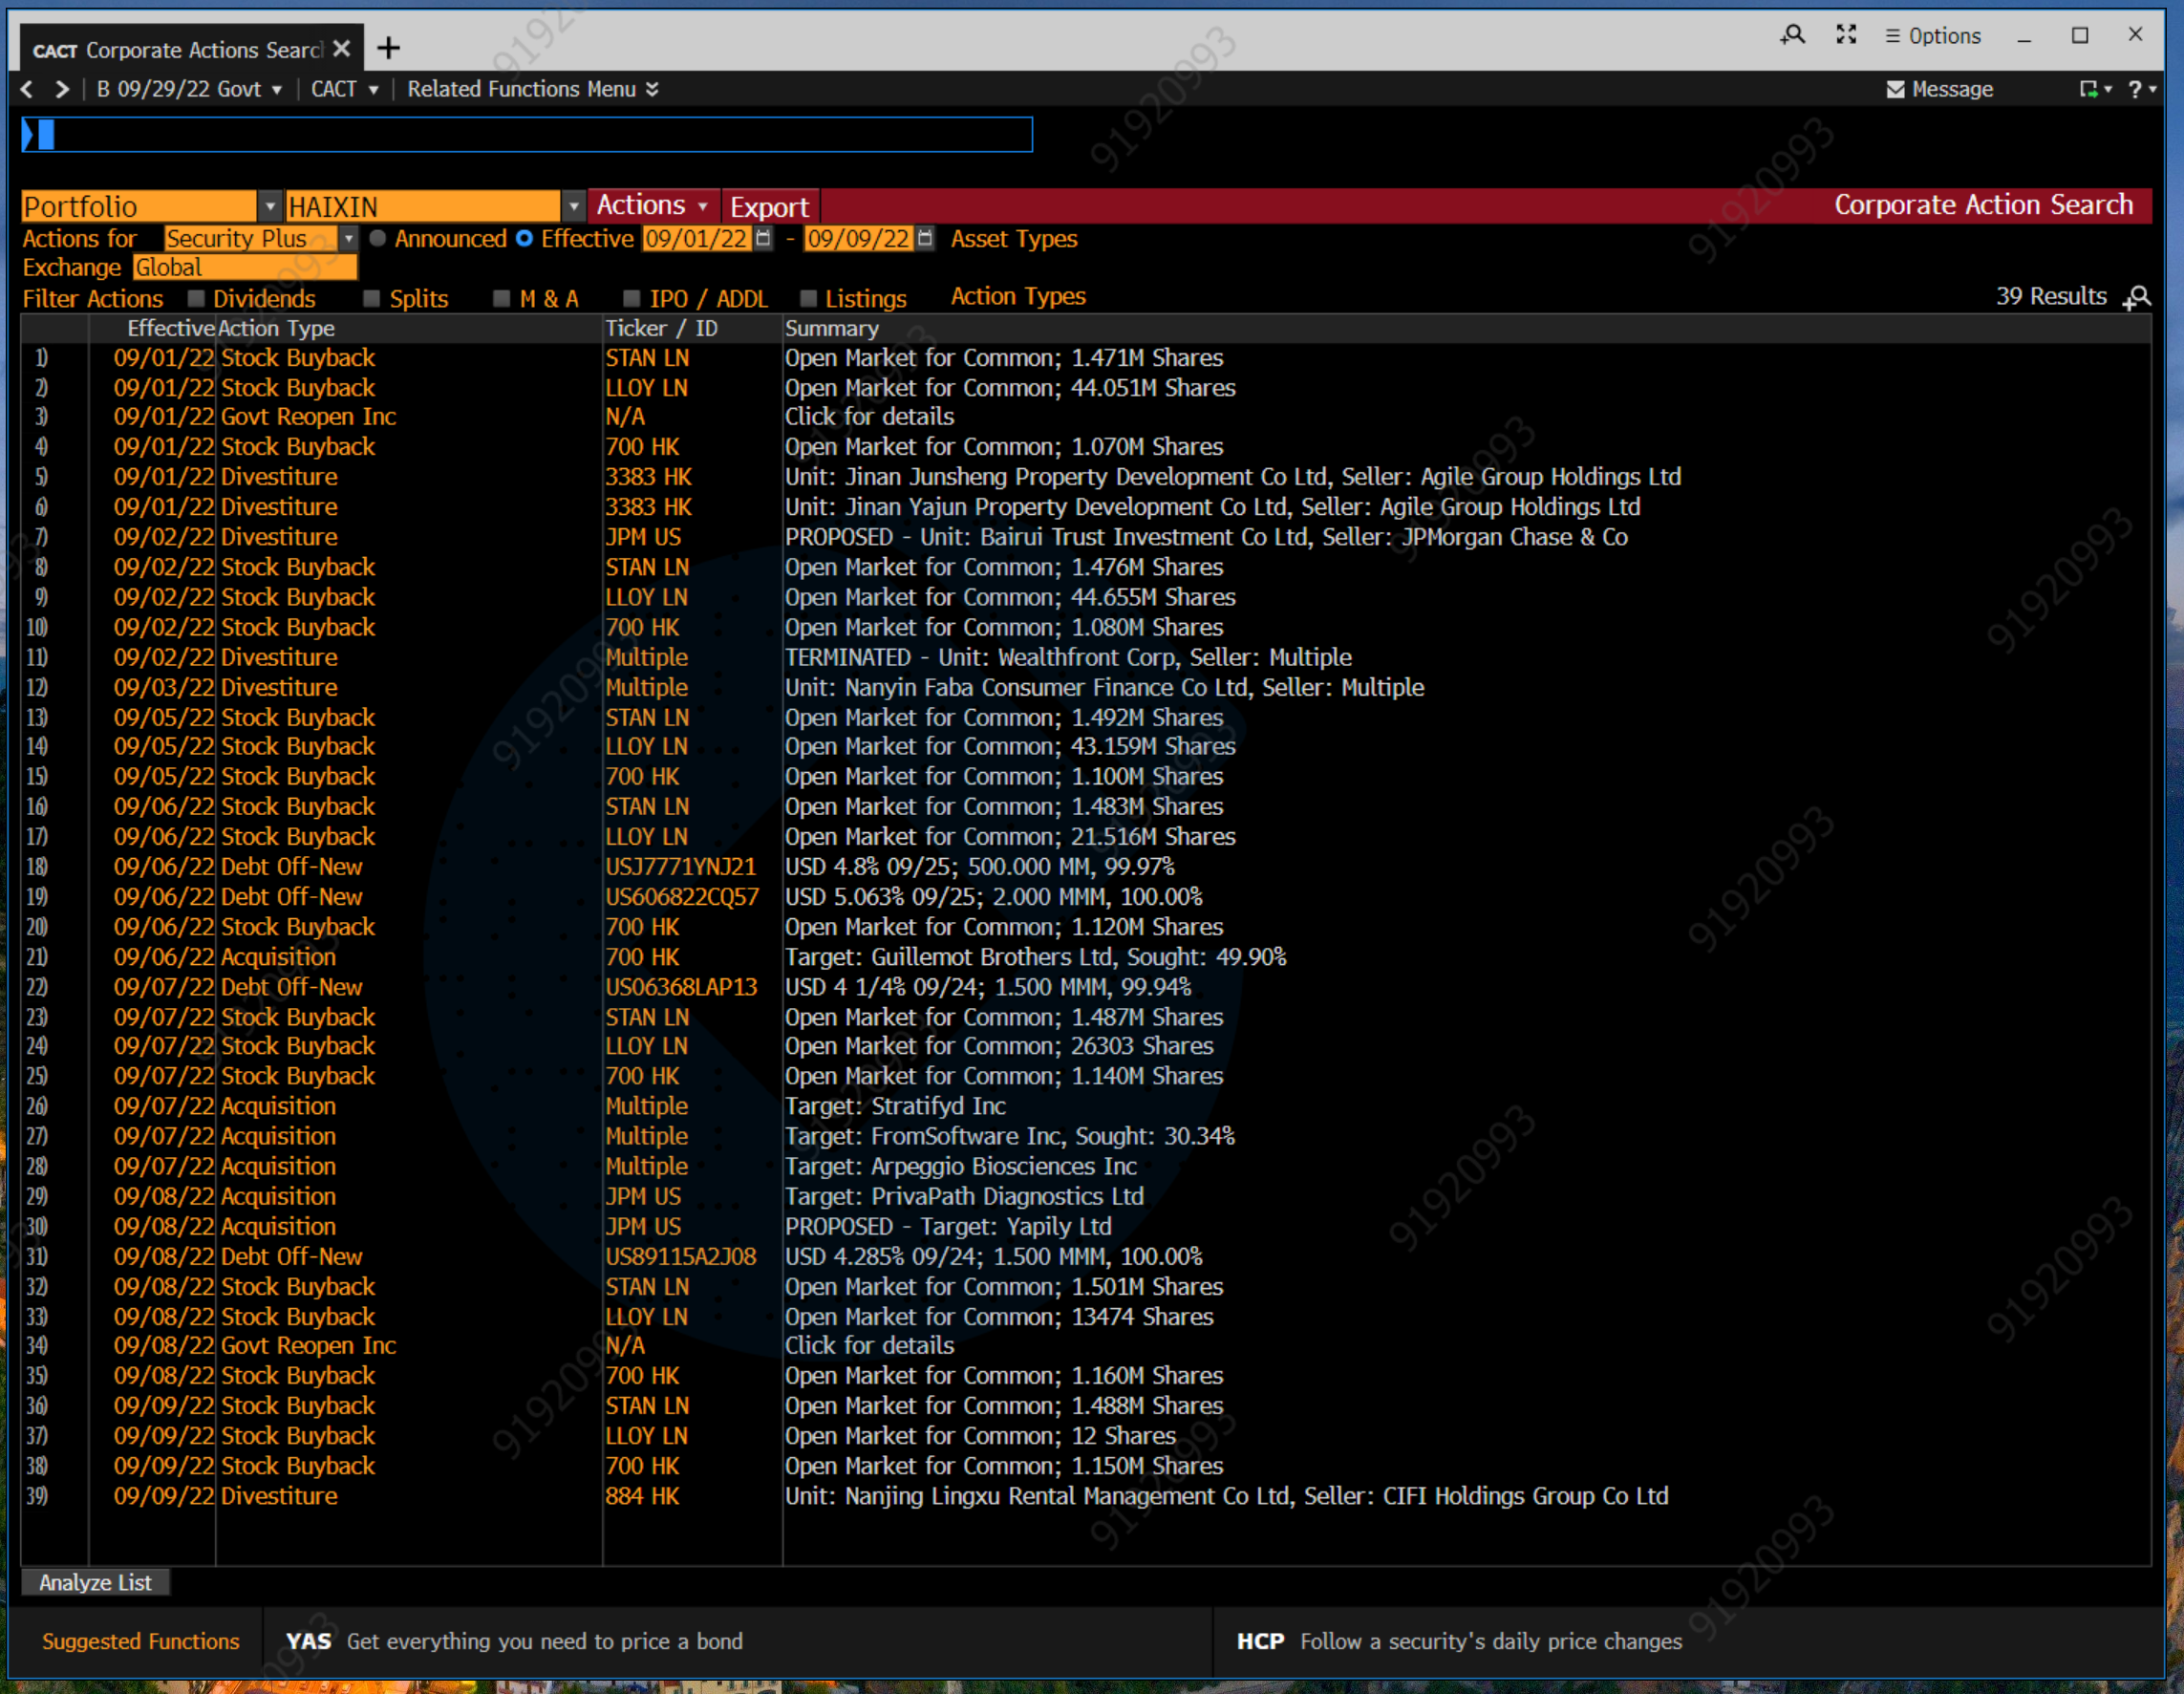 CACT Corporate Actions Searc
Options
B 09/29/22 Govt CACT Related Functions Menu Message ?
Portfolio HAIXIN Actions Export Corporate Action Search
Actions for Security Plus Announced Effective 09/01/22 - 09/09/22 Asset Types
Exchange Global
Filter Actions Dividends Splits M & A IPO / ADDL Listings Action Types 39 Results
Effective Action Type Ticker / ID Summary
1) 09/01/22 Stock Buyback STAN LN Open Market for Common; 1.471M Shares
2) 09/01/22 Stock Buyback LLOY LN Open Market for Common; 44.051M Shares
3) 09/01/22 Govt Reopen Inc N/A Click for details
4) 09/01/22 Stock Buyback 700 HK Open Market for Common; 1.070M Shares
5) 09/01/22 Divestiture 3383 HK Unit: Jinan Junsheng Property Development Co Ltd, Seller: Agile Group Holdings Ltd
6) 09/01/22 Divestiture 3383 HK Unit: Jinan Yajun Property Development Co Ltd, Seller: Agile Group Holdings Ltd
7) 09/02/22 Divestiture JPM US PROPOSED - Unit: Bairui Trust Investment Co Ltd, Seller: JPMorgan Chase & Co
8) 09/02/22 Stock Buyback STAN LN Open Market for Common; 1.476M Shares
9) 09/02/22 Stock Buyback LLOY LN Open Market for Common; 44.655M Shares
10) 09/02/22 Stock Buyback 700 HK Open Market for Common; 1.080M Shares
11) 09/02/22 Divestiture Multiple TERMINATED - Unit: Wealthfront Corp, Seller: Multiple
12) 09/03/22 Divestiture Multiple Unit: Nanyin Faba Consumer Finance Co Ltd, Seller: Multiple
13) 09/05/22 Stock Buyback STAN LN Open Market for Common; 1.492M Shares
14) 09/05/22 Stock Buyback LLOY LN Open Market for Common; 43.159M Shares
15) 09/05/22 Stock Buyback 700 HK Open Market for Common; 1.100M Shares
16) 09/06/22 Stock Buyback STAN LN Open Market for Common; 1.483M Shares
17) 09/06/22 Stock Buyback LLOY LN Open Market for Common; 21.516M Shares
18) 09/06/22 Debt Off-New USJ7771YNJ21 USD 4.8% 09/25; 500.000 MM, 99.97%
19) 09/06/22 Debt Off-New US606822CQ57 USD 5.063% 09/25; 2.000 MMM, 100.00%
20) 09/06/22 Stock Buyback 700 HK Open Market for Common; 1.120M Shares
21) 09/06/22 Acquisition 700 HK Target: Guillemot Brothers Ltd, Sought: 49.90%
22) 09/07/22 Debt Off-New US06368LAP13 USD 4 1/4% 09/24; 1.500 MMM, 99.94%
23) 09/07/22 Stock Buyback STAN LN Open Market for Common; 1.487M Shares
24) 09/07/22 Stock Buyback LLOY LN Open Market for Common; 26303 Shares
25) 09/07/22 Stock Buyback 700 HK Open Market for Common; 1.140M Shares
26) 09/07/22 Acquisition Multiple Target: Stratifyd Inc
27) 09/07/22 Acquisition Multiple Target: FromSoftware Inc, Sought: 30.34%
28) 09/07/22 Acquisition Multiple Target: Arpeggio Biosciences Inc
29) 09/08/22 Acquisition JPM US Target: PrivaPath Diagnostics Ltd
30) 09/08/22 Acquisition JPM US PROPOSED - Target: Yapily Ltd
31) 09/08/22 Debt Off-New US89115A2J08 USD 4.285% 09/24; 1.500 MMM, 100.00%
32) 09/08/22 Stock Buyback STAN LN Open Market for Common; 1.501M Shares
33) 09/08/22 Stock Buyback LLOY LN Open Market for Common; 13474 Shares
34) 09/08/22 Govt Reopen Inc N/A Click for details
35) 09/08/22 Stock Buyback 700 HK Open Market for Common; 1.160M Shares
36) 09/09/22 Stock Buyback STAN LN Open Market for Common; 1.488M Shares
37) 09/09/22 Stock Buyback LLOY LN Open Market for Common; 12 Shares
38) 09/09/22 Stock Buyback 700 HK Open Market for Common; 1.150M Shares
39) 09/09/22 Divestiture 884 HK Unit: Nanjing Lingxu Rental Management Co Ltd, Seller: CIFI Holdings Group Co Ltd
Analyze List
Suggested Functions YAS Get everything you need to price a bond HCP Follow a security's daily price changes
91920993